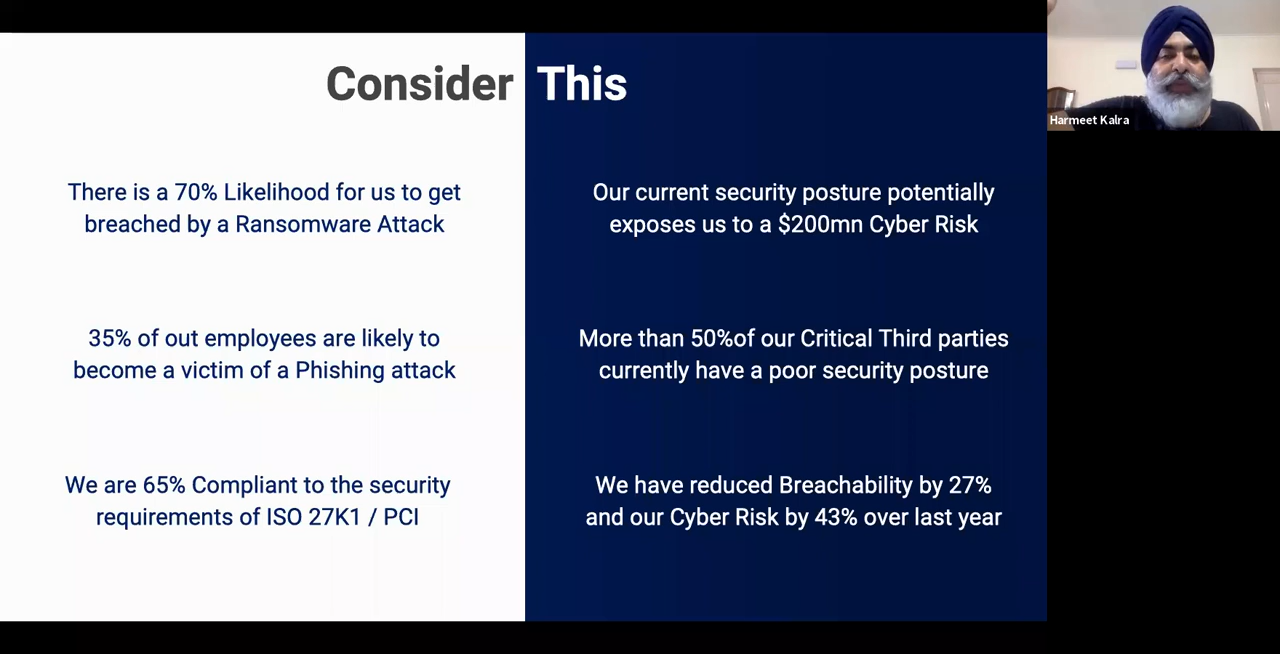 Consider This
There is a 70% Likelihood for us to get
breached by a Ransomware Attack
Our current security posture potentially
exposes us to a $200mn Cyber Risk
35% of out employees are likely to
become a victim of a Phishing attack
More than 50%of our Critical Third parties
currently have a poor security posture
We are 65% Compliant to the security
requirements of ISO 27K1 / PCI
We have reduced Breachability by 27%
and our Cyber Risk by 43% over last year
Harmeet Kalra